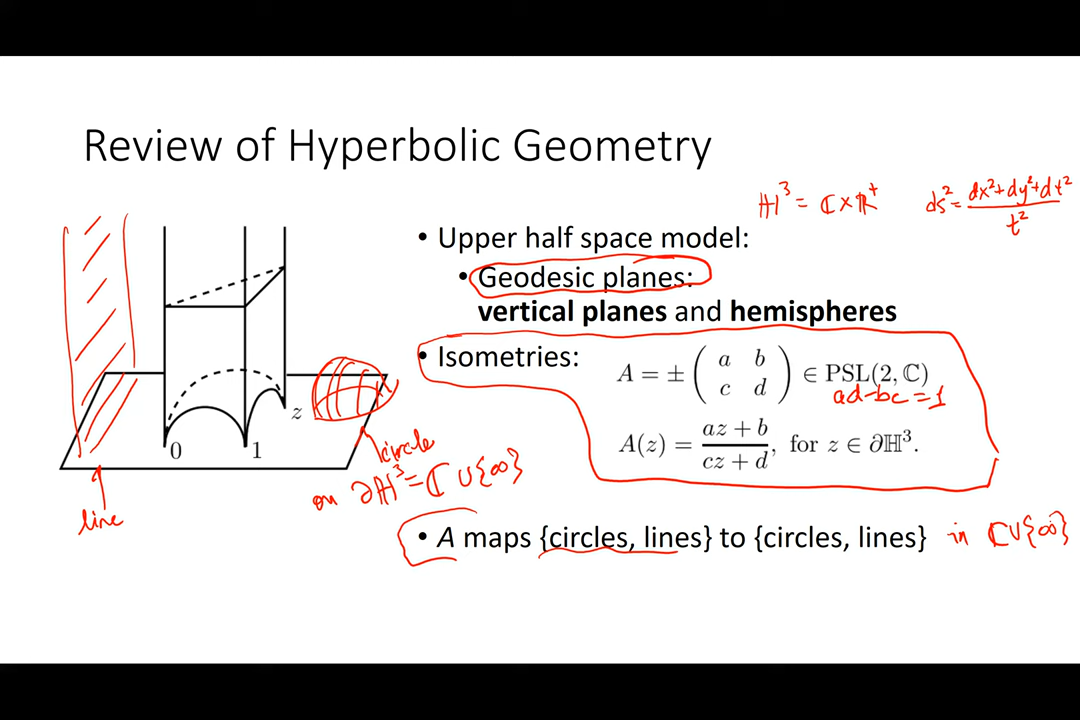 Review of Hyperbolic Geometry
ℍ³ = ℂ × ℝ⁺
ds² = (dx² + dy² + dt²) / t²
• Upper half space model:
• Geodesic planes:
vertical planes and hemispheres
• Isometries:
A = ± ( a b ; c d ) ∈ PSL(2, ℂ)
ad-bc=1
A(z) = (az + b) / (cz + d), for z ∈ ∂ℍ³.
• A maps {circles, lines} to {circles, lines} in ℂ∪{∞}
0
1
z
circle
on ∂ℍ³ = ℂ ∪{∞}
line